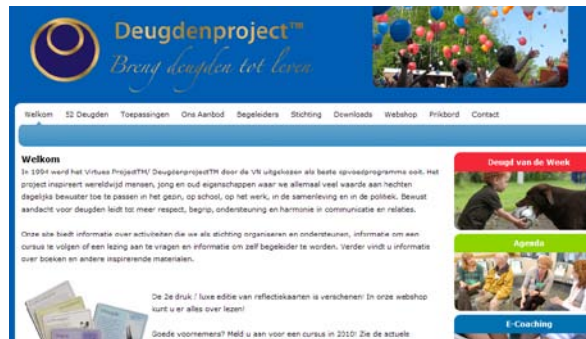 Deugdenproject™
Breng deugden tot leven
Welkom 52 Deugden Toepassingen Ons Aanbod Begeleiders Stichting Downloads Webshop Prikbord Contact
Welkom
In 1994 werd het Virtues ProjectTM/ DeugdenprojectTM door de VN uitgekozen als beste opvoedprogramma ooit. Het
project inspireert wereldwijd mensen, jong en oud eigenschappen waar we allemaal veel waarde aan hechten
dagelijks bewuster toe te passen in het gezin, op school, op het werk, in de samenleving en in de politiek. Bewust
aandacht voor deugden leidt tot meer respect, begrip, ondersteuning en harmonie in communicatie en relaties.
Onze site biedt informatie over activiteiten die we als stichting organiseren en ondersteunen, informatie om een
cursus te volgen of een lezing aan te vragen en informatie om zelf begeleider te worden. Verder vindt u informatie
over boeken en andere inspirerende materialen.
De 2e druk / luxe editie van reflectiekaarten is verschenen! In onze webshop
kunt u er alles over lezen!
Goede voornemens? Meld u aan voor een cursus in 2010! Zie de actuele
Deugd van de Week
Agenda
E-Coaching